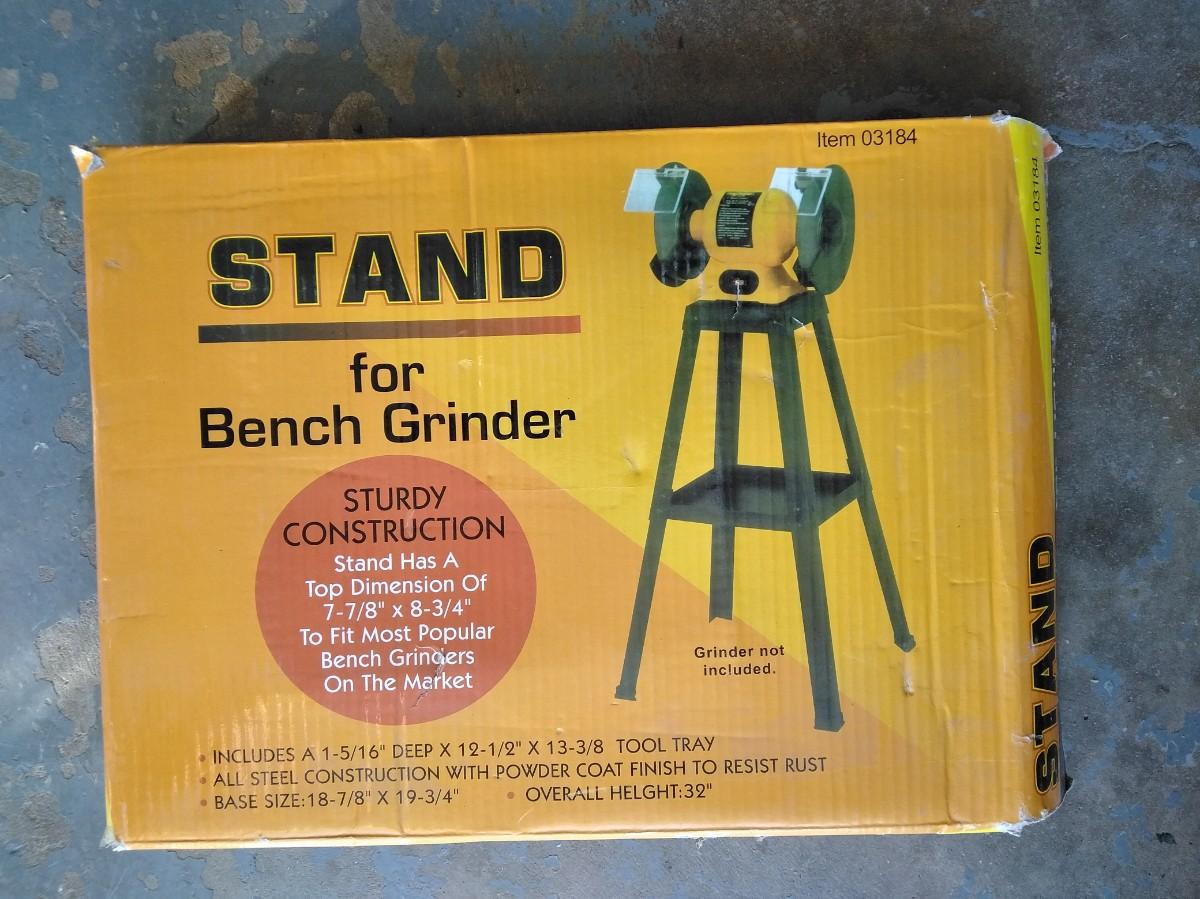 Item 03184
STAND
for
Bench Grinder
STURDY
CONSTRUCTION
Stand Has A
Top Dimension Of
7-7/8" x 8-3/4"
To Fit Most Popular
Bench Grinders
On The Market
Grinder not
included.
• INCLUDES A 1-5/16" DEEP X 12-1/2" X 13-3/8 TOOL TRAY
• ALL STEEL CONSTRUCTION WITH POWDER COAT FINISH TO RESIST RUST
• BASE SIZE:18-7/8" X 19-3/4" • OVERALL HELGHT:32"
Item 03184
STAND